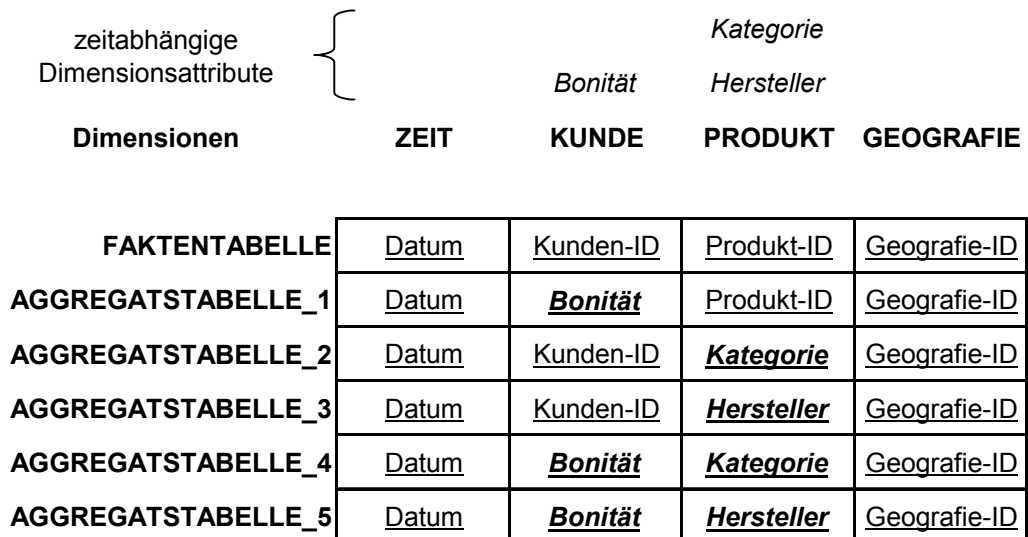 zeitabhängige
Dimensionsattribute
Kategorie
Bonität Hersteller
Dimensionen ZEIT KUNDE PRODUKT GEOGRAFIE
FAKTENTABELLE Datum Kunden-ID Produkt-ID Geografie-ID
AGGREGATSTABELLE_1 Datum Bonität Produkt-ID Geografie-ID
AGGREGATSTABELLE_2 Datum Kunden-ID Kategorie Geografie-ID
AGGREGATSTABELLE_3 Datum Kunden-ID Hersteller Geografie-ID
AGGREGATSTABELLE_4 Datum Bonität Kategorie Geografie-ID
AGGREGATSTABELLE_5 Datum Bonität Hersteller Geografie-ID